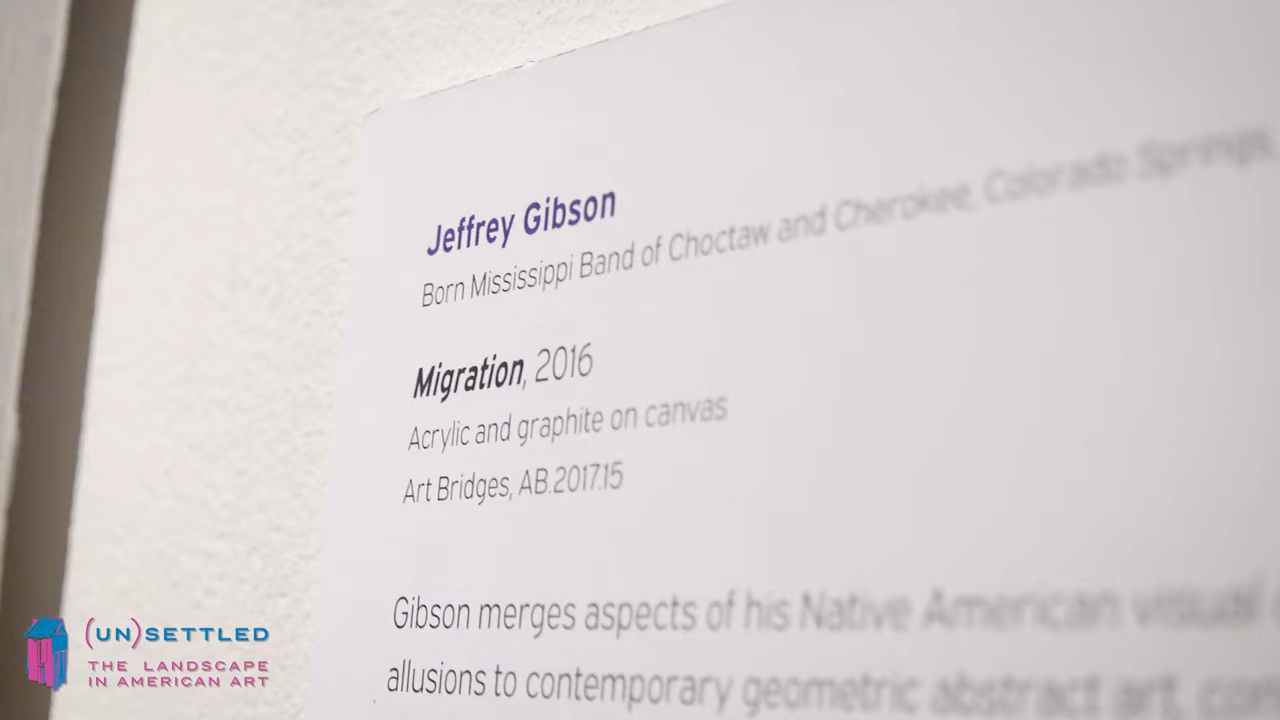 Jeffrey Gibson
Born Mississippi Band of Choctaw and Cherokee, Colorado Springs,
Migration, 2016
Acrylic and graphite on canvas
Art Bridges, AB.2017.15
Gibson merges aspects of his Native American visual
allusions to contemporary geometric abstract art,
(UN)SETTLED
THE LANDSCAPE
IN AMERICAN ART